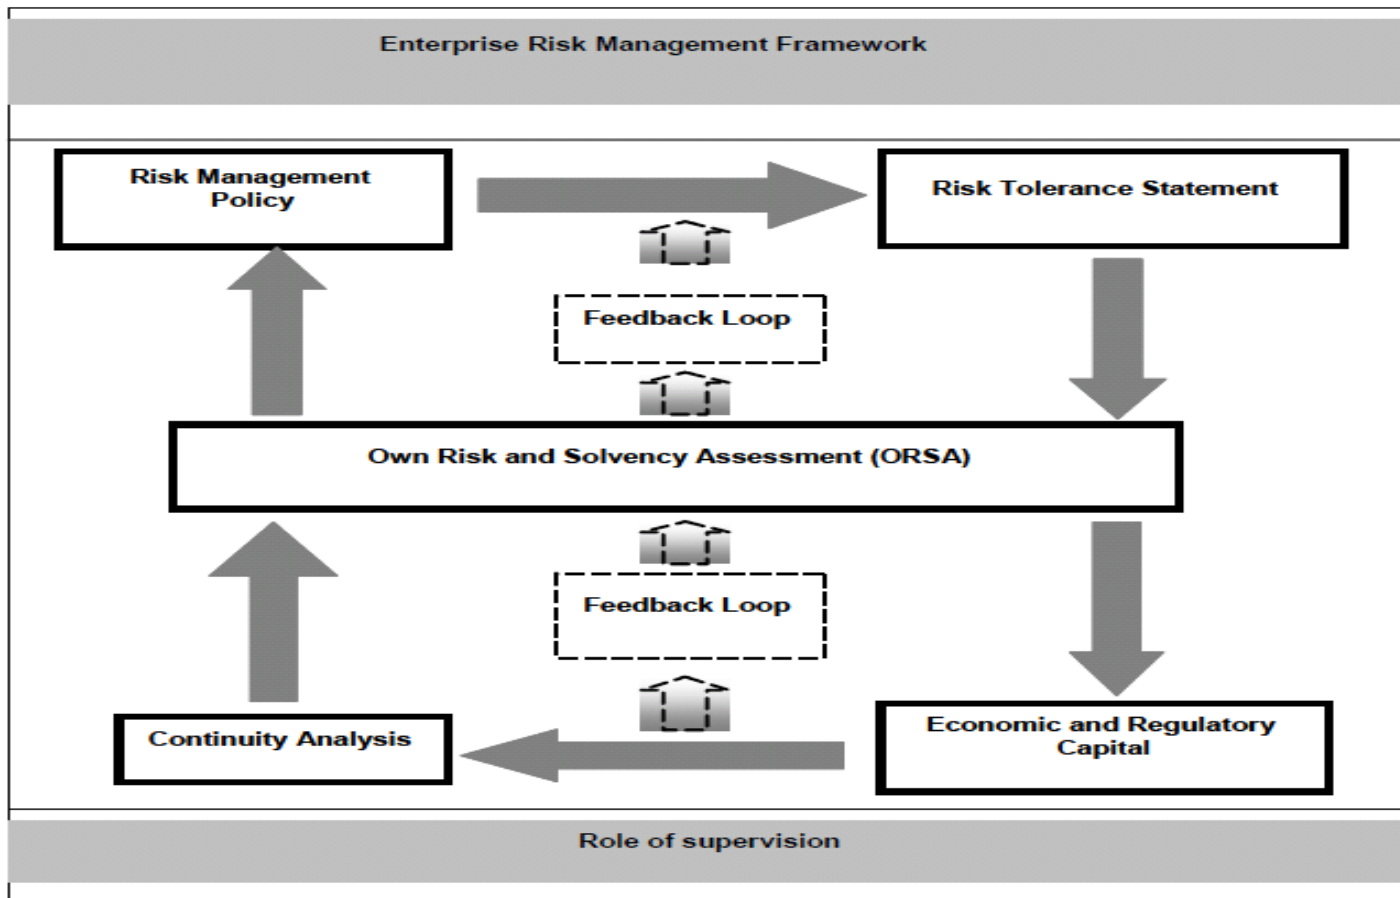 Enterprise Risk Management Framework
Risk Management
Policy
Risk Tolerance Statement
Feedback Loop
Own Risk and Solvency Assessment (ORSA)
Feedback Loop
Continuity Analysis
Economic and Regulatory
Capital
Role of supervision